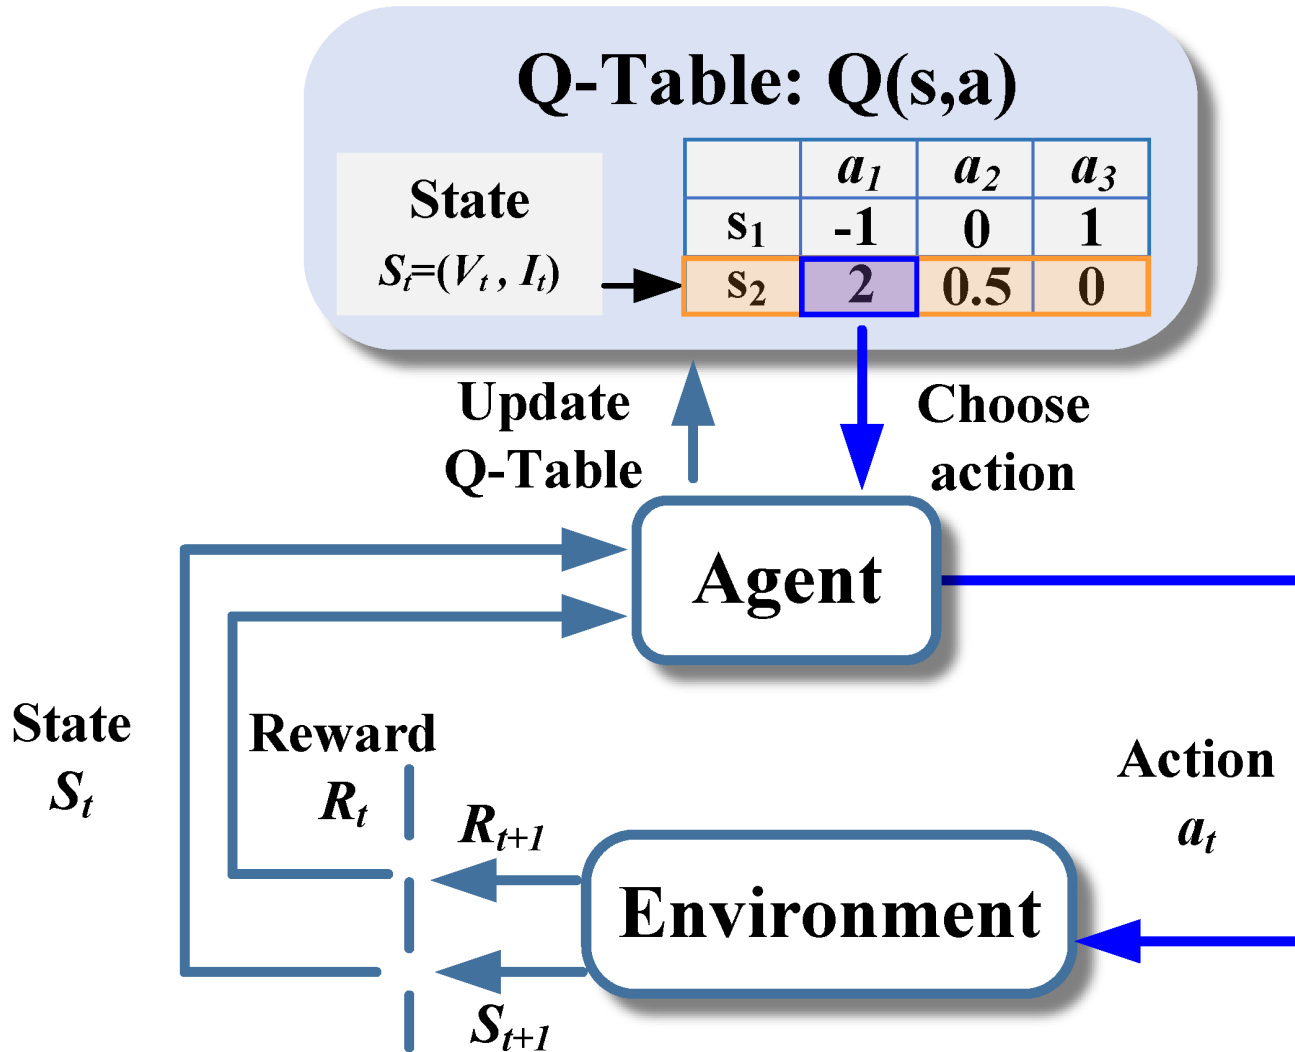 Q-Table: Q(s,a)
State
Sₜ=(Vₜ , Iₜ)
a₁ a₂ a₃
s₁ -1 0 1
s₂ 2 0.5 0
Update
Q-Table
Choose
action
Agent
State
Sₜ
Reward
Rₜ
Rₜ₊₁
Environment
Sₜ₊₁
Action
aₜ